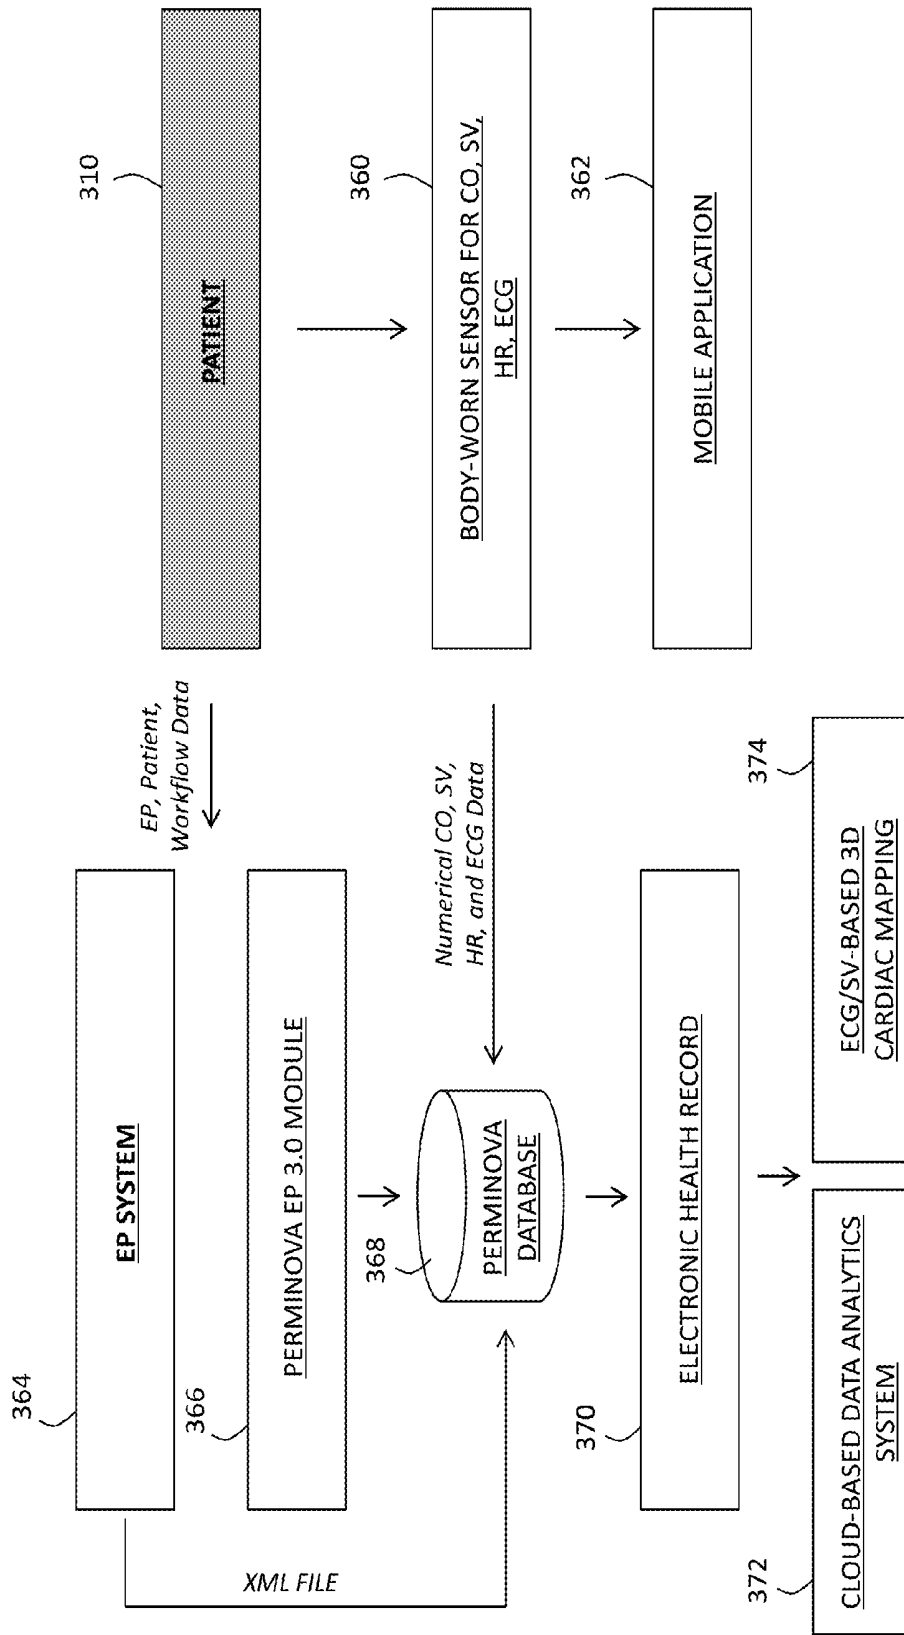 364
EP SYSTEM
EP, Patient,
Workflow Data
310
PATIENT
366
PERMINOVA EP 3.0 MODULE
XML FILE
368
PERMINOVA
DATABASE
Numerical CO, SV,
HR, and ECG Data
360
BODY-WORN SENSOR FOR CO, SV,
HR, ECG
362
MOBILE APPLICATION
370
ELECTRONIC HEALTH RECORD
372
CLOUD-BASED DATA ANALYTICS
SYSTEM
374
ECG/SV-BASED 3D
CARDIAC MAPPING